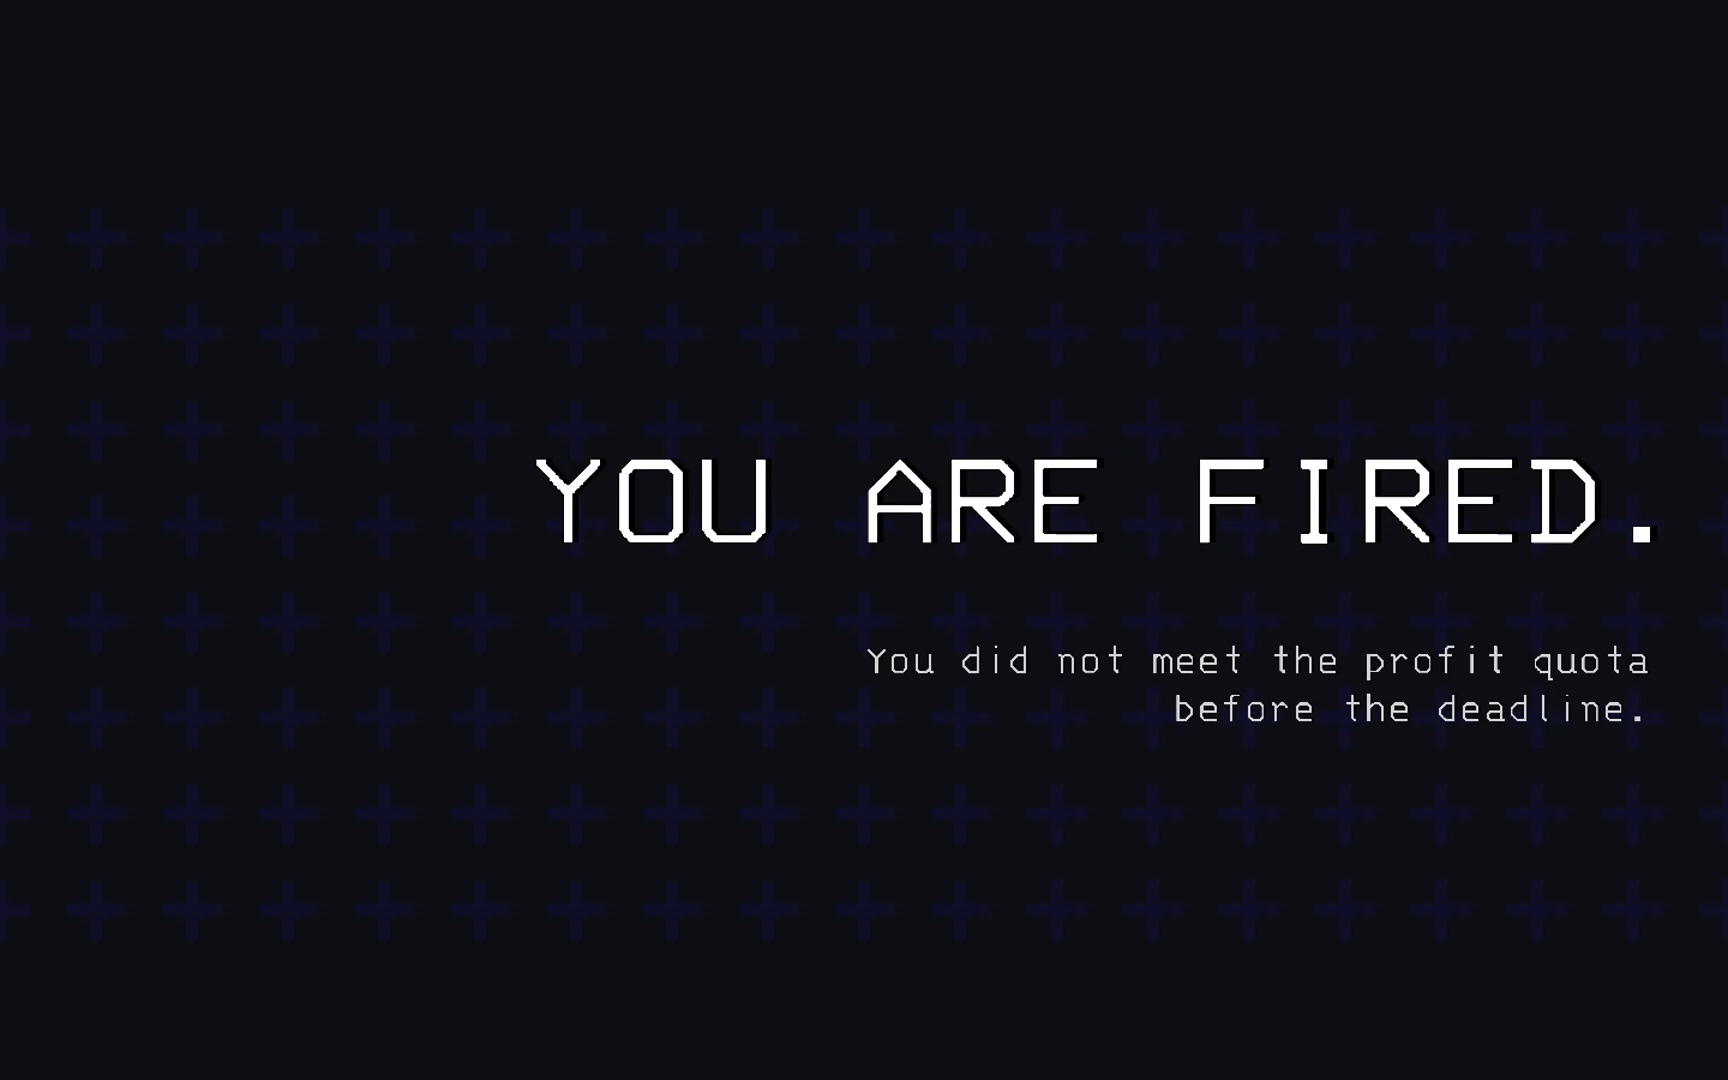 YOU ARE FIRED.
You did not meet the profit quota
before the deadline.